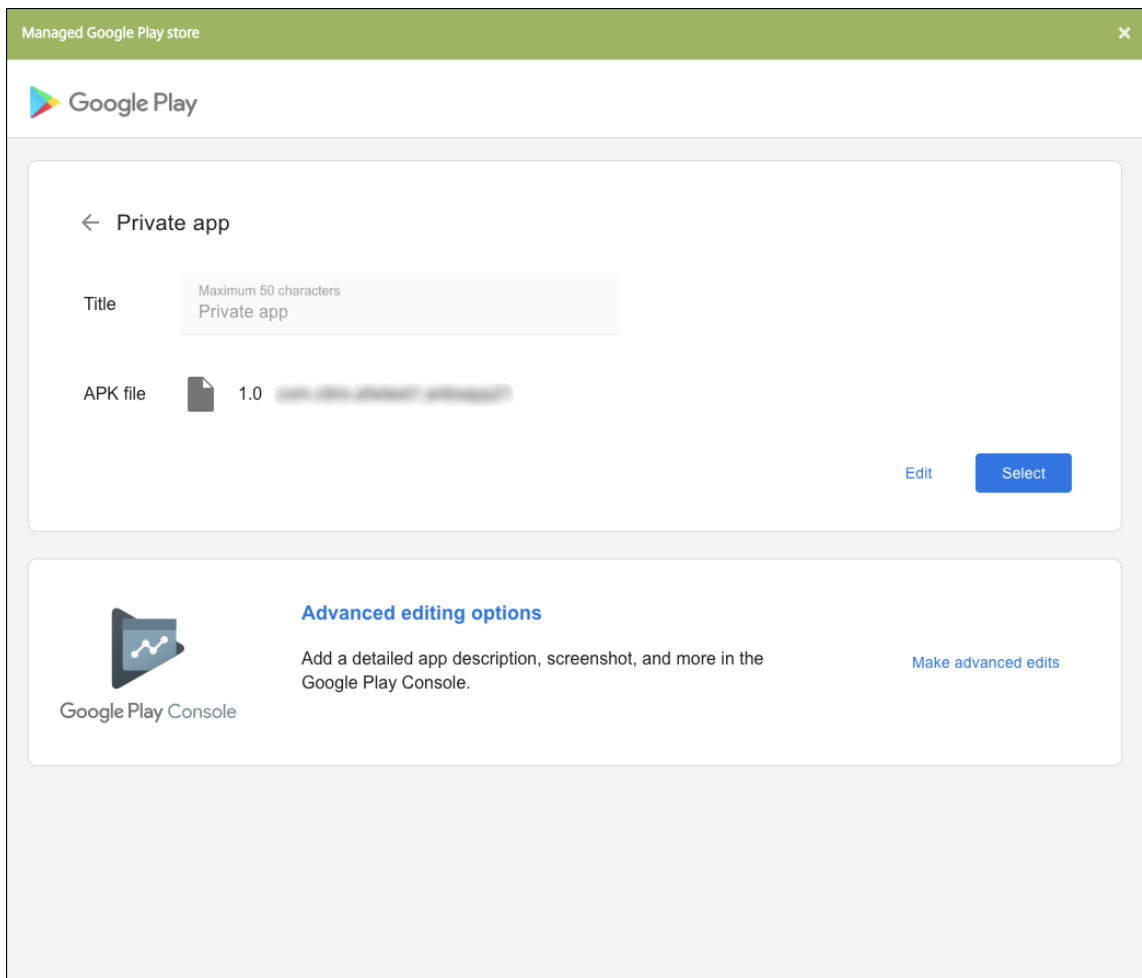 Managed Google Play store
Google Play
Private app
Title
Maximum 50 characters
Private app
APK file 1.0
Edit Select
Advanced editing options
Add a detailed app description, screenshot, and more in the
Google Play Console.
Make advanced edits
Google Play Console